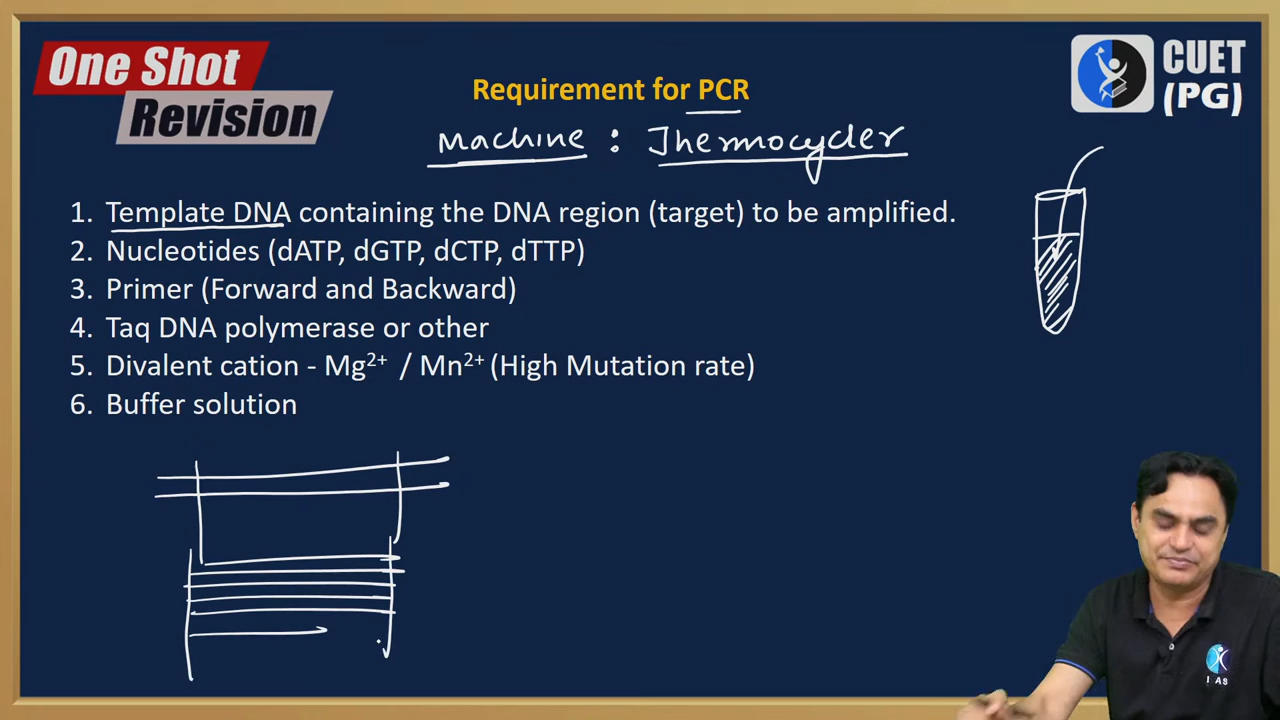 One Shot
Revision
CUET
(PG)
Requirement for PCR
Machine : Thermocycler
1. Template DNA containing the DNA region (target) to be amplified.
2. Nucleotides (dATP, dGTP, dCTP, dTTP)
3. Primer (Forward and Backward)
4. Taq DNA polymerase or other
5. Divalent cation - Mg²⁺ / Mn²⁺ (High Mutation rate)
6. Buffer solution